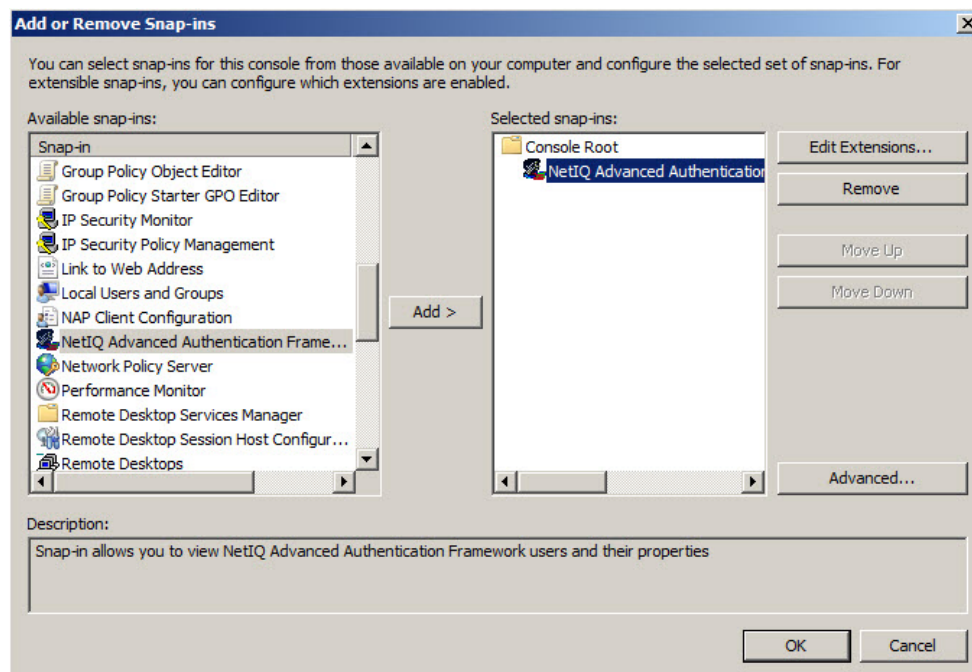 Add or Remove Snap-ins
You can select snap-ins for this console from those available on your computer and configure the selected set of snap-ins. For
extensible snap-ins, you can configure which extensions are enabled.
Available snap-ins:
Snap-in
Group Policy Object Editor
Group Policy Starter GPO Editor
IP Security Monitor
IP Security Policy Management
Link to Web Address
Local Users and Groups
NAP Client Configuration
NetIQ Advanced Authentication Frame...
Network Policy Server
Performance Monitor
Remote Desktop Services Manager
Remote Desktop Session Host Configur...
Remote Desktops
Add >
Selected snap-ins:
Console Root
NetIQ Advanced Authentication
Edit Extensions...
Remove
Move Up
Move Down
Advanced...
Description:
Snap-in allows you to view NetIQ Advanced Authentication Framework users and their properties
OK
Cancel